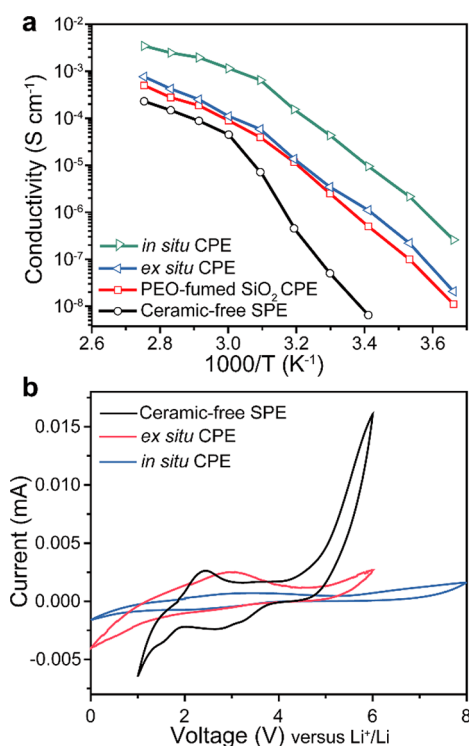 a
Conductivity (S cm⁻¹)
10⁻²
10⁻³
10⁻⁴
10⁻⁵
10⁻⁶
10⁻⁷
10⁻⁸
in situ CPE
ex situ CPE
PEO-fumed SiO₂ CPE
Ceramic-free SPE
2.6 2.8 3.0 3.2 3.4 3.6
1000/T (K⁻¹)
b
Current (mA)
0.015
0.010
0.005
0.000
-0.005
Ceramic-free SPE
ex situ CPE
in situ CPE
0 2 4 6 8
Voltage (V) versus Li⁺/Li